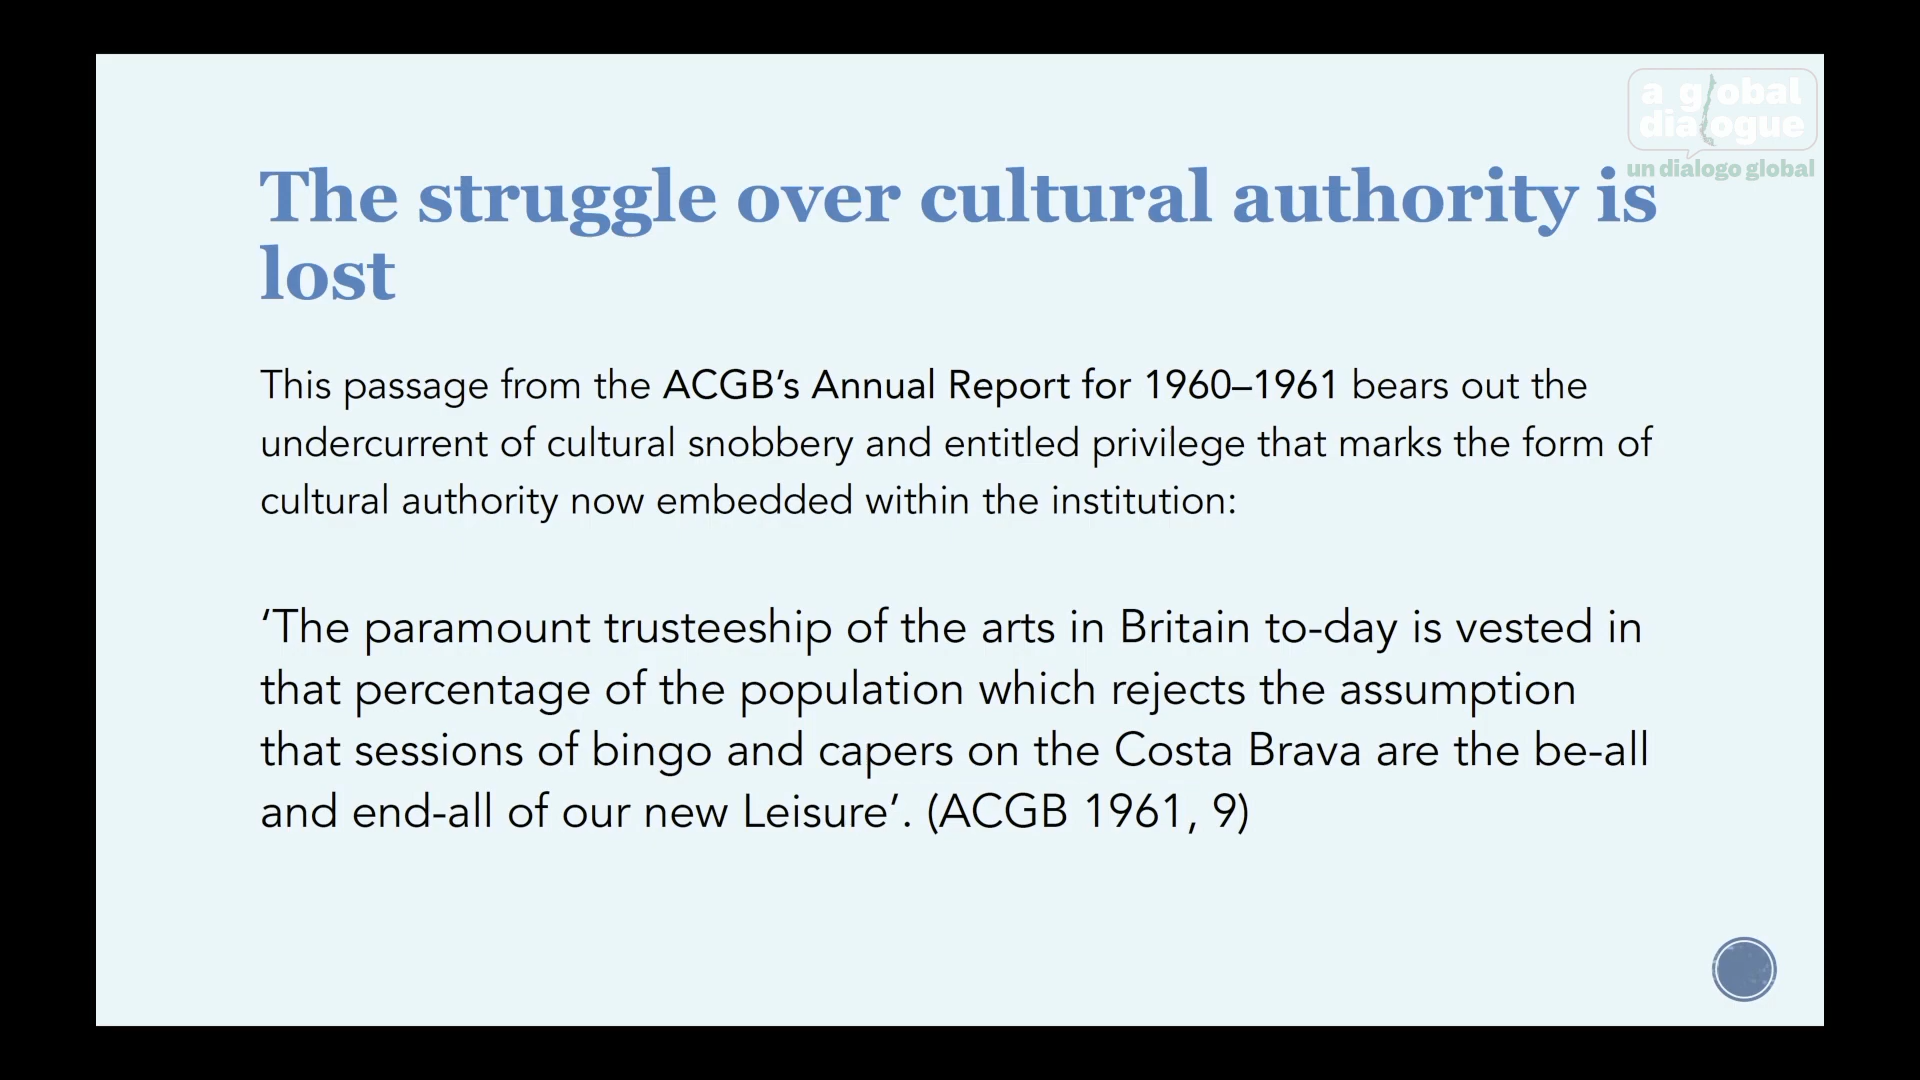 a global
dialogue
un dialogo global
The struggle over cultural authority is
lost
This passage from the ACGB’s Annual Report for 1960–1961 bears out the
undercurrent of cultural snobbery and entitled privilege that marks the form of
cultural authority now embedded within the institution:
‘The paramount trusteeship of the arts in Britain to-day is vested in
that percentage of the population which rejects the assumption
that sessions of bingo and capers on the Costa Brava are the be-all
and end-all of our new Leisure’. (ACGB 1961, 9)